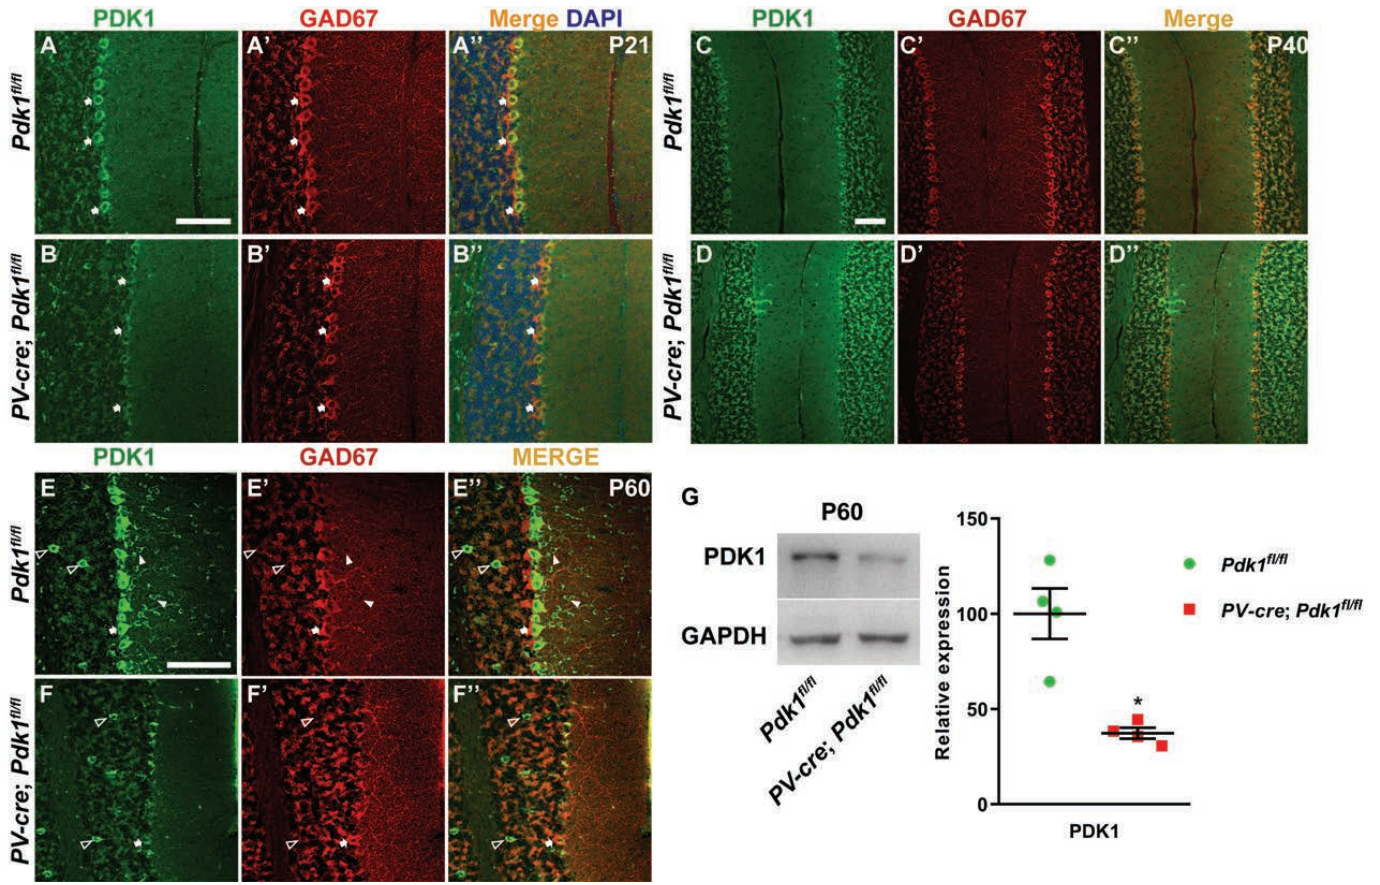 PDK1 GAD67 Merge DAPI PDK1 GAD67 Merge
A A' A'' P21 C C' C'' P40
Pdk1fl/fl
Pdk1fl/fl
B B' B'' D D' D''
PV-cre; Pdk1fl/fl
PV-cre; Pdk1fl/fl
PDK1 GAD67 MERGE
E E' E'' P60
Pdk1fl/fl
F F' F''
PV-cre; Pdk1fl/fl
G
P60
PDK1
GAPDH
Pdk1fl/fl
PV-cre; Pdk1fl/fl
Relative expression
150
100
50
0
*
PDK1
Pdk1fl/fl
PV-cre; Pdk1fl/fl